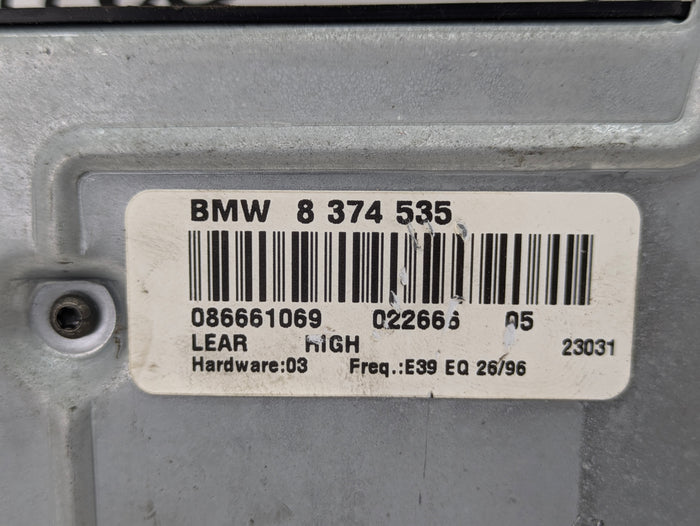 BMW 8 374 535
086661069 022666 05
LEAR HIGH 23031
Hardware:03 Freq.:E39 EQ 26/96